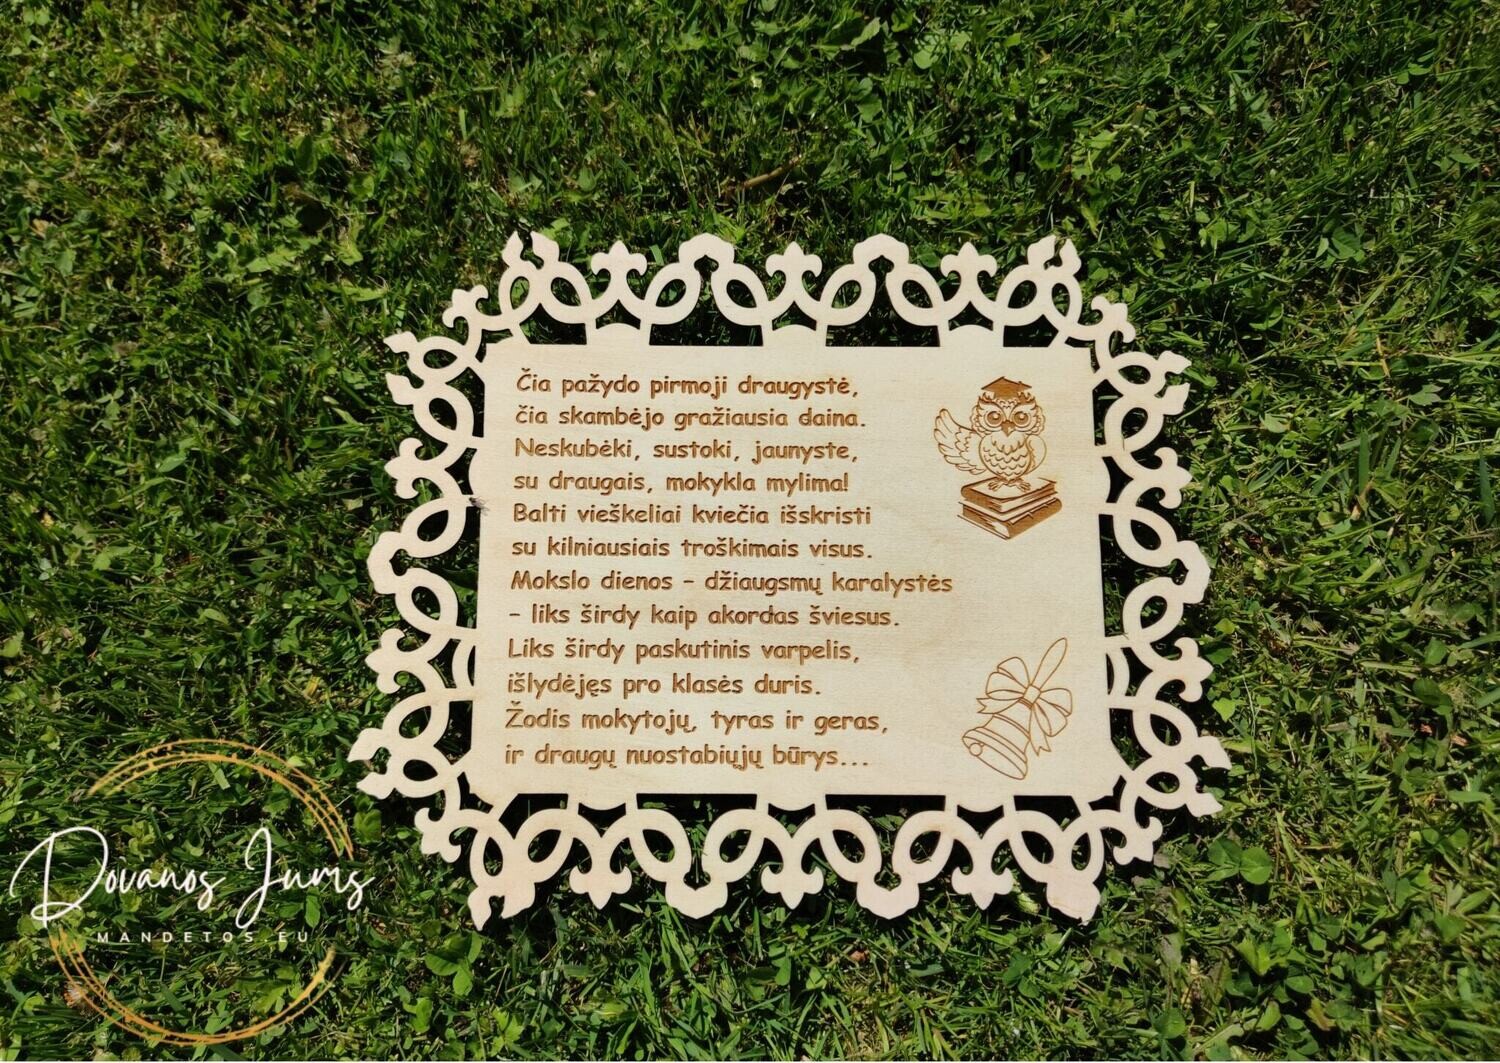 Čia pažydo pirmoji draugystė,
čia skambėjo gražiausia daina.
Neskubėki, sustoki, jaunyste,
su draugais, mokykla mylima!
Balti vieškeliai kviečia išskristi
su kilniausiais troškimais visus.
Mokslo dienos – džiaugsmų karalystės
– liks širdy kaip akordas šviesus.
Liks širdy paskutinis varpelis,
išlydėjęs pro klasės duris.
Žodis mokytojų, tyras ir geras,
ir draugų nuostabiųjų būrys...
Dovanos Jums
MANDETOS.EU